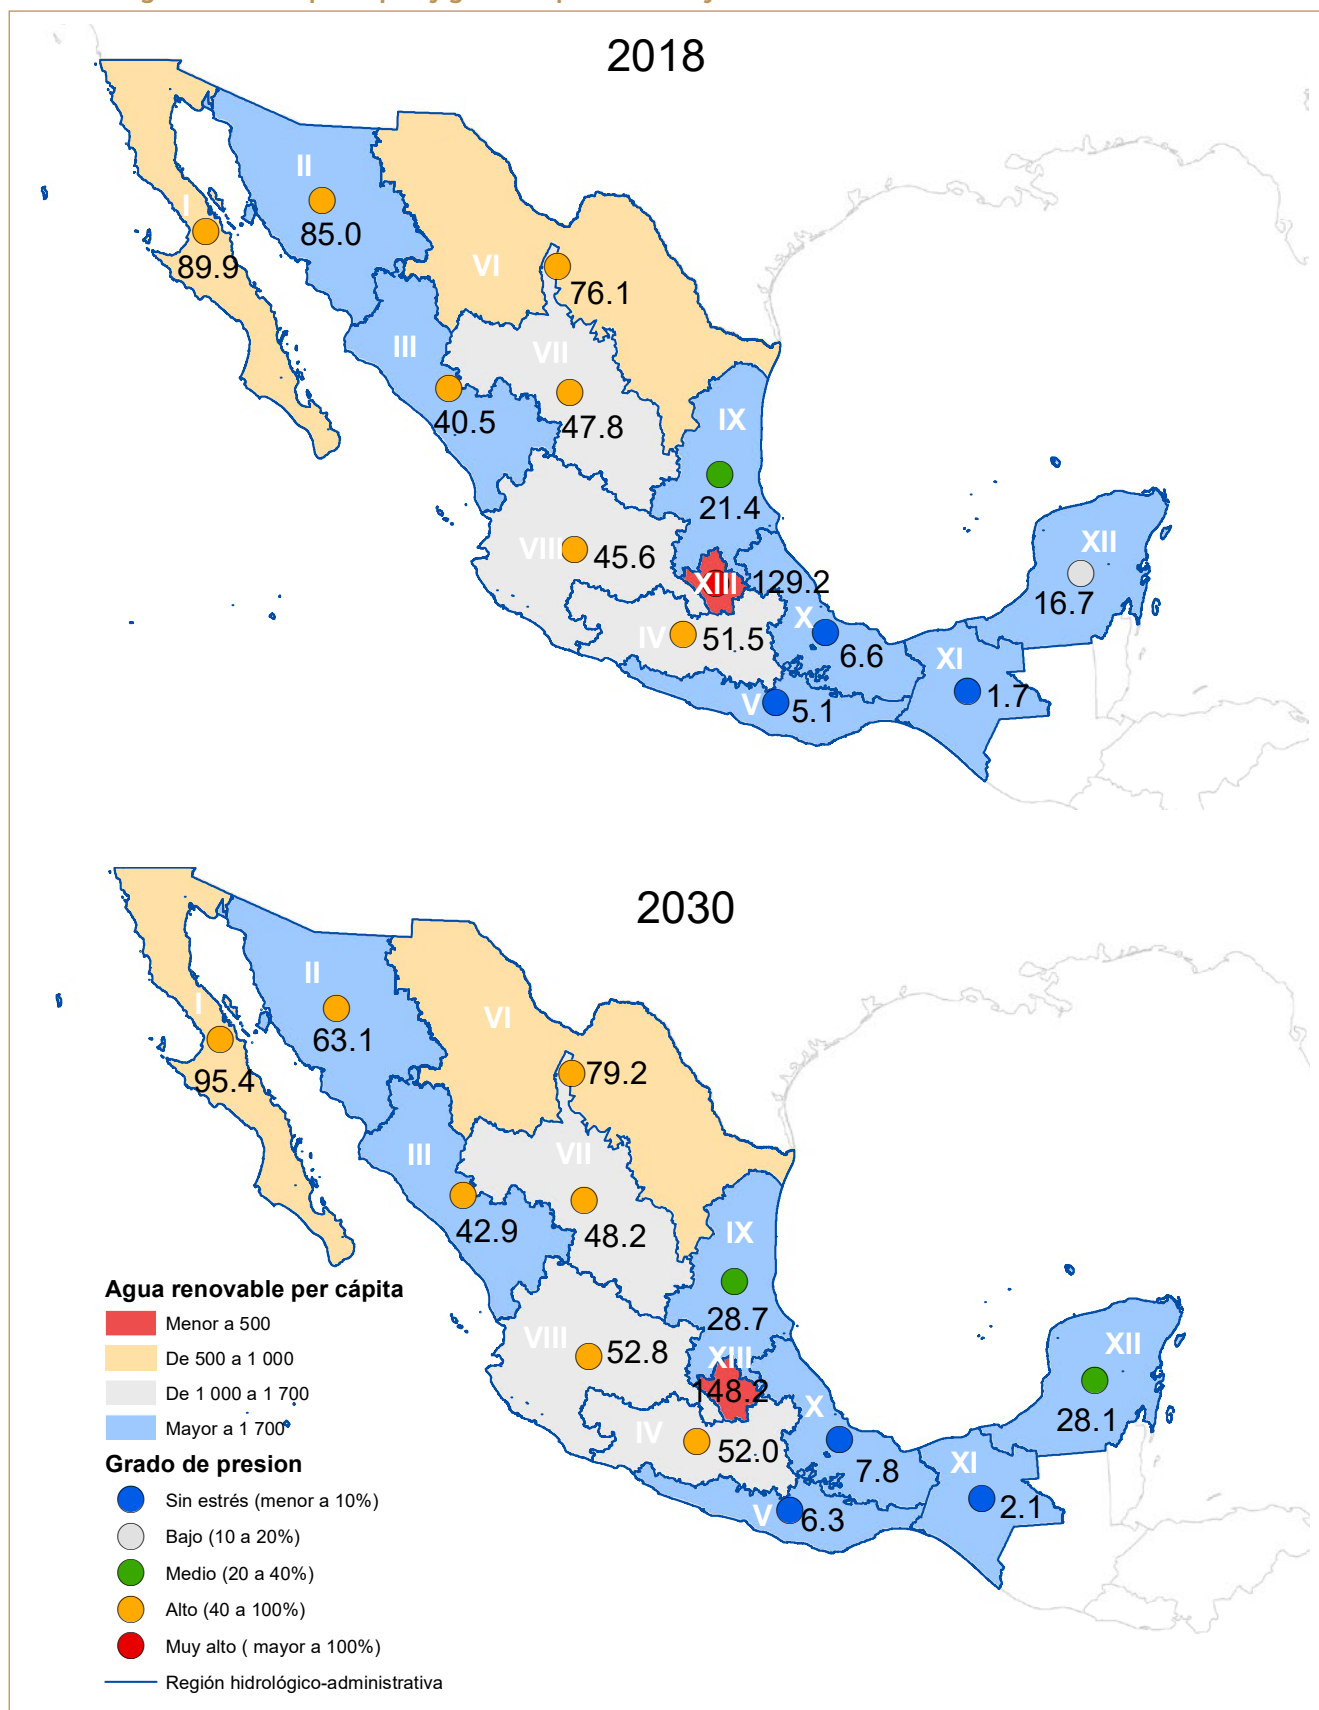 2018
II
85.0
I
89.9
VI
76.1
III
40.5
VII
47.8
IX
21.4
VIII
45.6
XIII
129.2
XII
16.7
IV
51.5
X
6.6
XI
1.7
V
5.1
2030
II
63.1
I
95.4
VI
79.2
III
42.9
VII
48.2
IX
28.7
VIII
52.8
XIII
148.2
XII
28.1
IV
52.0
X
7.8
XI
2.1
V
6.3
Agua renovable per cápita
Menor a 500
De 500 a 1 000
De 1 000 a 1 700
Mayor a 1 700
Grado de presion
Sin estrés (menor a 10%)
Bajo (10 a 20%)
Medio (20 a 40%)
Alto (40 a 100%)
Muy alto ( mayor a 100%)
Región hidrológico-administrativa